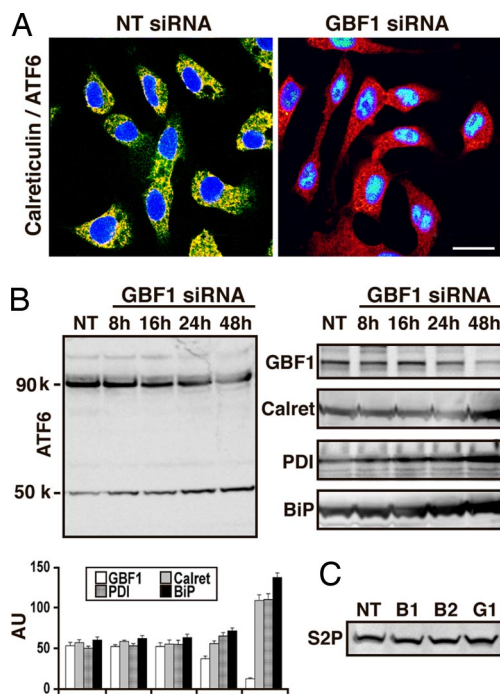 A
NT siRNA
GBF1 siRNA
Calreticulin / ATF6
B
GBF1 siRNA
NT 8h 16h 24h 48h
90 k -
50 k -
ATF6
GBF1 siRNA
NT 8h 16h 24h 48h
GBF1
Calret
PDI
BiP
150
100
50
0
AU
GBF1 Calret
PDI BiP
C
NT B1 B2 G1
S2P